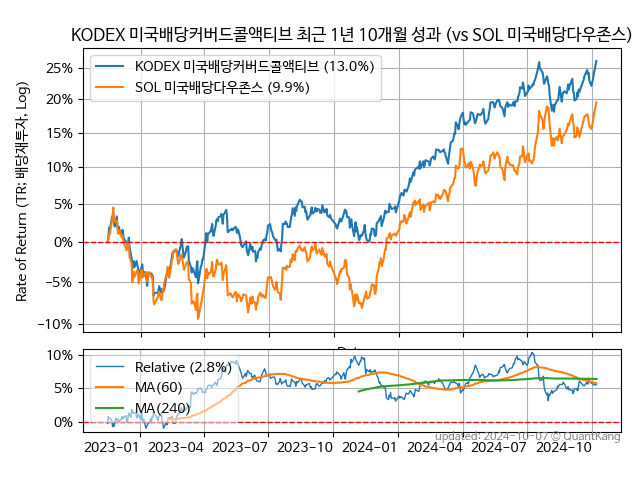 KODEX 미국배당커버드콜액티브 최근 1년 10개월 성과 (vs SOL 미국배당다우존스)
Rate of Return (TR: 배당재투자, Log)
25%
20%
15%
10%
5%
0%
−5%
−10%
KODEX 미국배당커버드콜액티브 (13.0%)
SOL 미국배당다우존스 (9.9%)
10%
5%
0%
Relative (2.8%)
MA(60)
MA(240)
2023−01 2023−04 2023−07 2023−10 2024−01 2024−04 2024−07 2024−10
updated: 2024−10−07 © QuantKang